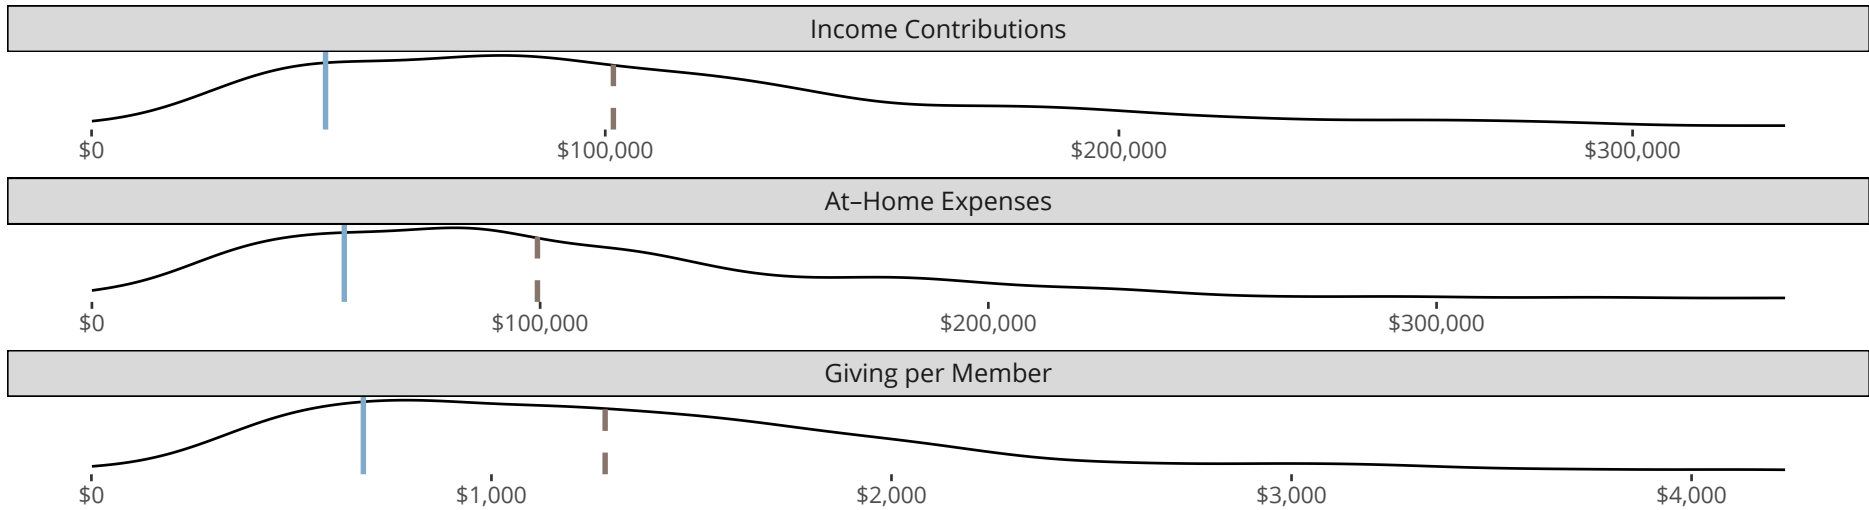 Income Contributions
$0 $100,000 $200,000 $300,000
At–Home Expenses
$0 $100,000 $200,000 $300,000
Giving per Member
$0 $1,000 $2,000 $3,000 $4,000